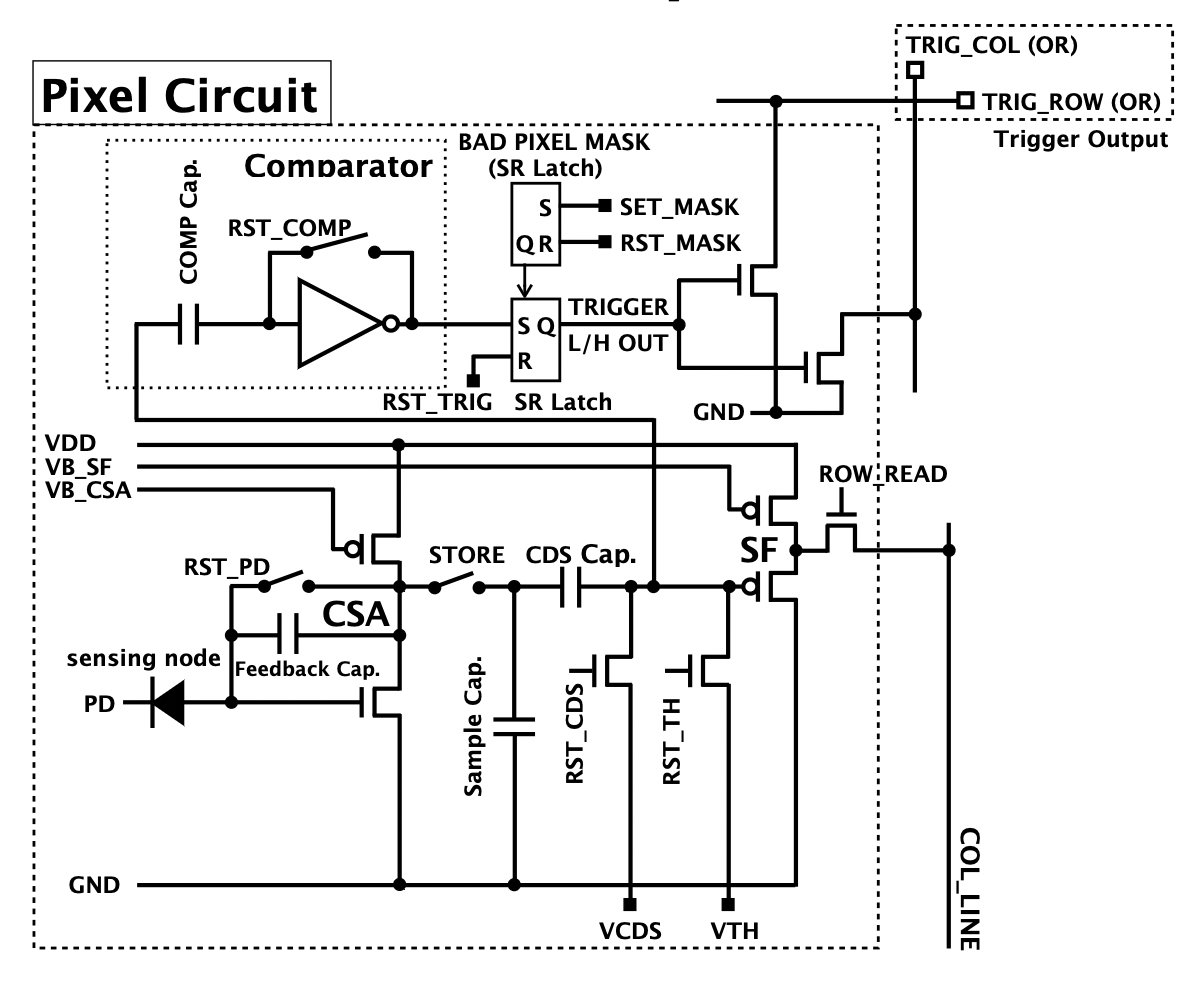 TRIG_COL (OR)
TRIG_ROW (OR)
Trigger Output
Pixel Circuit
BAD PIXEL MASK
(SR Latch)
Comparator
COMP Cap.
RST_COMP
S
SET_MASK
Q R
RST_MASK
TRIGGER
S Q
L/H OUT
R
RST_TRIG
SR Latch
GND
VDD
VB_SF
VB_CSA
ROW_READ
SF
STORE
CDS Cap.
RST_PD
CSA
sensing node
Feedback Cap.
PD
Sample Cap.
RST_CDS
RST_TH
GND
COL_LINE
VCDS
VTH